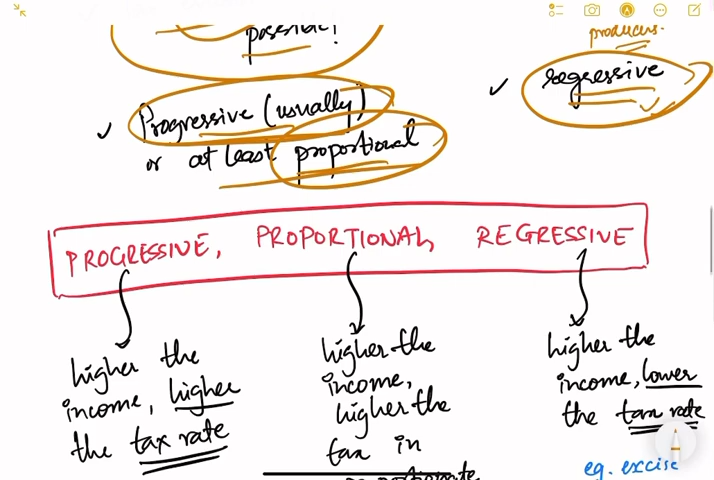 possible!
producers.
regressive
Progressive (usually)
or at least proportional
PROGRESSIVE, PROPORTIONAL, REGRESSIVE
higher the
income, higher
the tax rate
higher the
income,
higher the
tax in
proportionate
higher the
income, lower
the tax rate
eg. excise